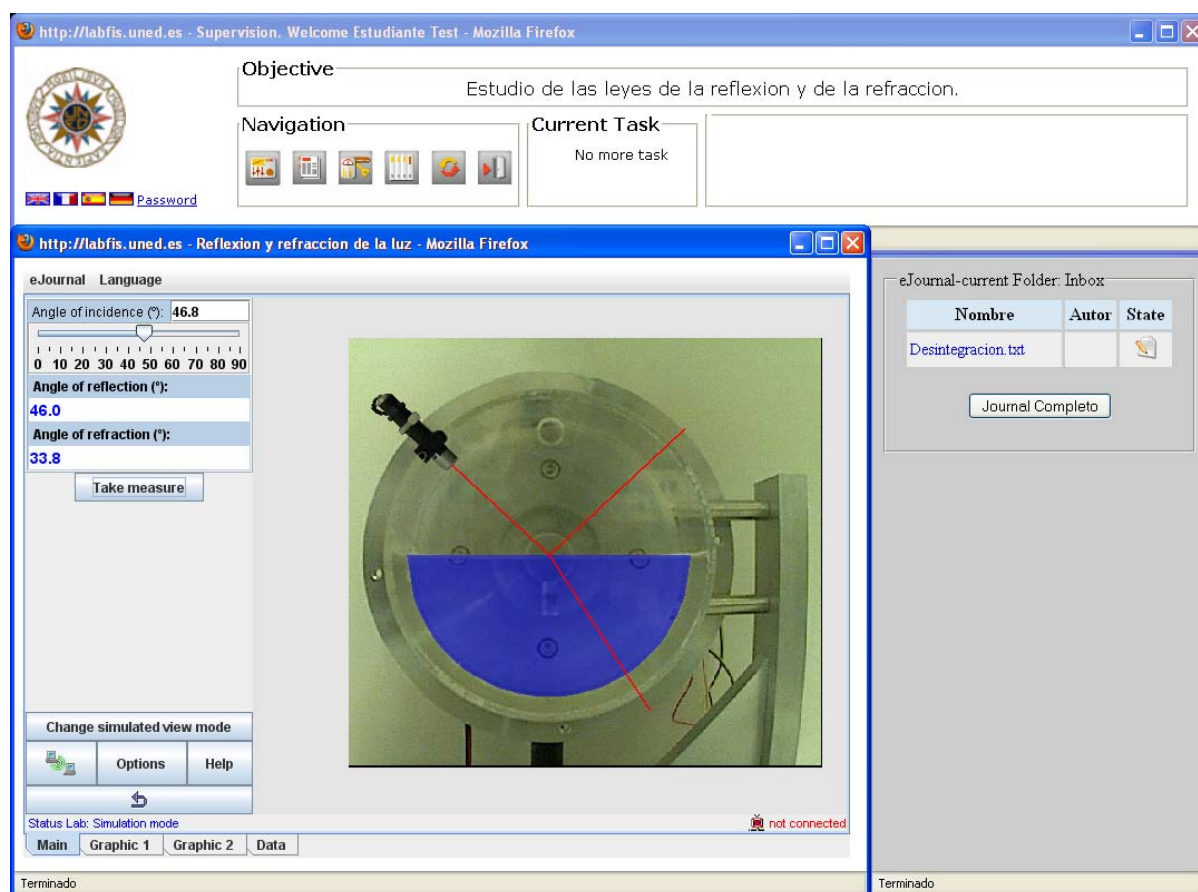 http://labfis.uned.es - Supervision. Welcome Estudiante Test - Mozilla Firefox
Objective
Estudio de las leyes de la reflexion y de la refraccion.
Navigation
Current Task
No more task
Password
http://labfis.uned.es - Reflexion y refraccion de la luz - Mozilla Firefox
eJournal Language
Angle of incidence (º): 46.8
0 10 20 30 40 50 60 70 80 90
Angle of reflection (º):
46.0
Angle of refraction (º):
33.8
Take measure
Change simulated view mode
Options Help
Status Lab: Simulation mode
not connected
Main Graphic 1 Graphic 2 Data
Terminado
eJournal-current Folder: Inbox
Nombre Autor State
Desintegracion.txt
Journal Completo
Terminado